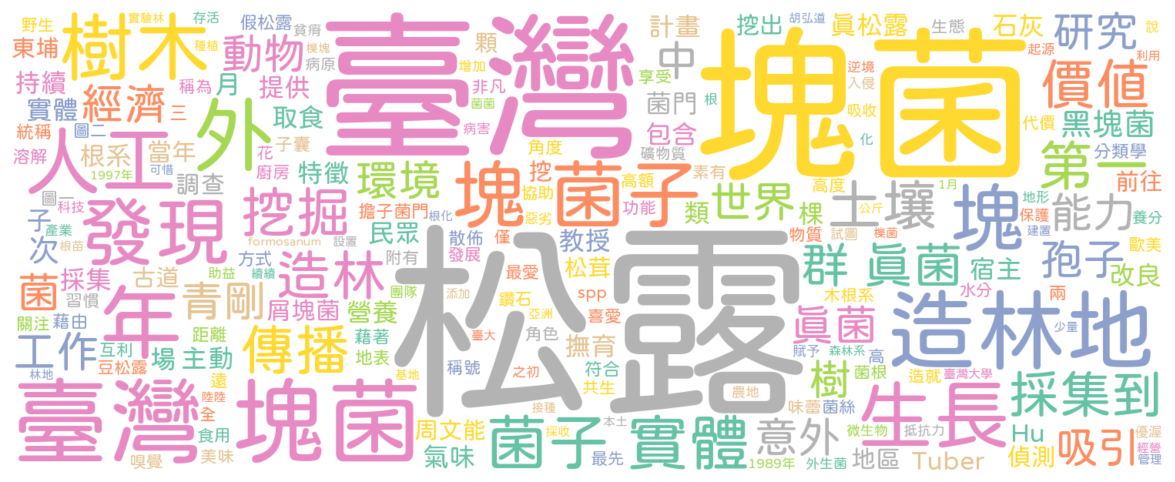 野生 實驗林 存活 假松露 貧瘠 顆 計畫 挖出 胡弘道 眞松露 生態 石灰 研究 起源 說
東埔 樹木 種植 動物 塊塊 病原 增加 臺灣 享受 中 塊菌 逆境 入侵 價値 利用
持續 稱為 月 提供 非凡 菌菌 菌門 根 吸收 代價 黑塊菌
實體 經濟 三 外 取食 病害 角度 包含 礦物質 化 分類學
統稱 圖二 子囊 花
溶解 人工 根系 當年 廚房 特徵 環境 挖 塊菌子 高額 素有 高度 1月 第一 前往
1997年 可惜 調查 協助 功能 類 世界 棵 公斤 土壤 塊 地形 保護 養分
圖一 科技 發現 挖掘 擔子菌門 根化 惡劣 物質 試圖 建置 能力
子 產業 根苗 formosanum 設置 民眾 散佈 僅 教授 歐美
次 方式 附有 發展 松露 群 眞菌 宿主 孢子 改良
菌 採集 古道 助益 續續 造林 團隊 添加 最愛 松茸 水分 兩
習慣 年 青剛 屑塊菌 營養 鑽石 spp 喜愛 木根系
關注 藉由 距離 藉著 亞洲 角色 眞菌 造林地 少量
工作 互利 場 主動 傳播 地表 臺大 撫育 賦予 森林系 高
林地 豆松露 遠 基地 稱號 之初 符合 共生 樹 菌根 造就 臺灣大學
臺灣 塊菌 陸陸 全 接種 農地 味蕾 菌絲 生長 採集到
食用 周文能 菌子 採收 實體 本土 意外 微生物 抵抗力 Hu 優渥
嗅覺 美味 氣味 最先 1989年 外生菌 地區 Tuber 偵測 吸引 經營 管理